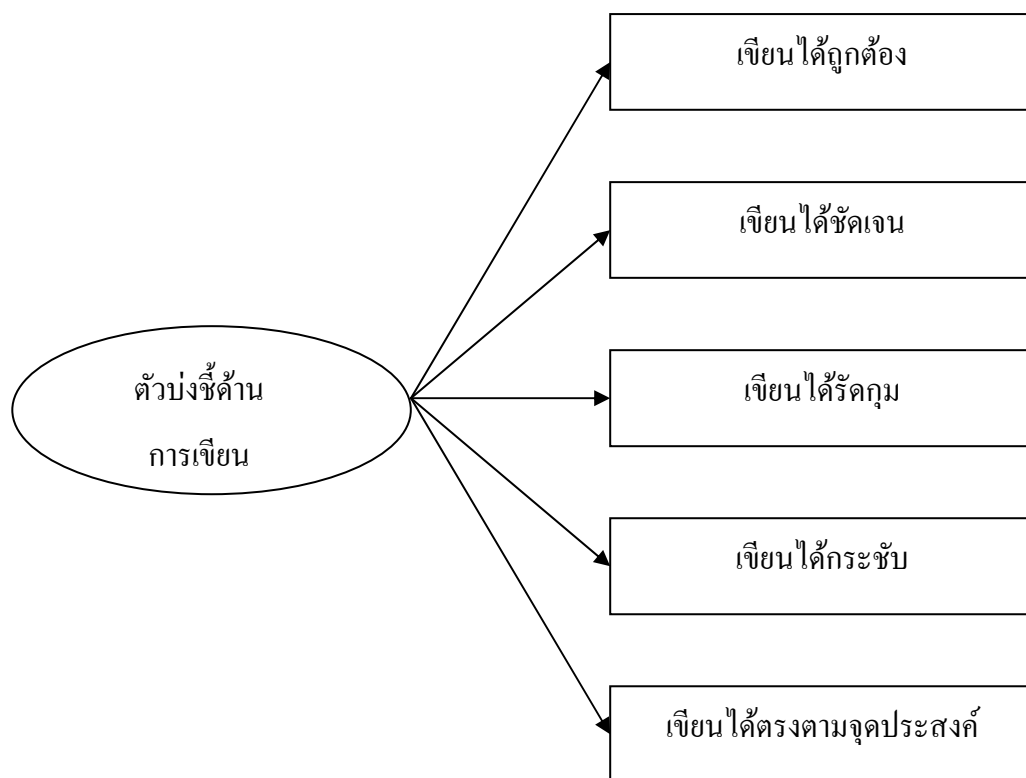 เขียนได้ถูกต้อง
เขียนได้ชัดเจน
ตัวบ่งชี้ด้าน
การเขียน
เขียนได้รัดกุม
เขียนได้กระชับ
เขียนได้ตรงตามจุดประสงค์